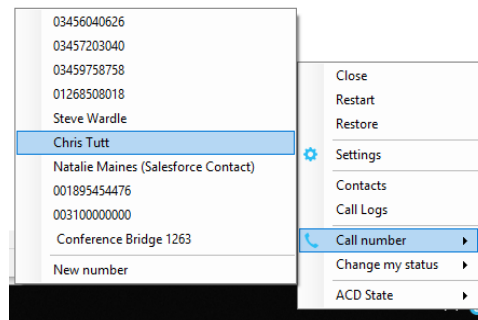 03456040626
03457203040
03459758758
01268508018
Steve Wardle
Chris Tutt
Natalie Maines (Salesforce Contact)
001895454476
003100000000
Conference Bridge 1263
New number
Close
Restart
Restore
Settings
Contacts
Call Logs
Call number
Change my status
ACD State